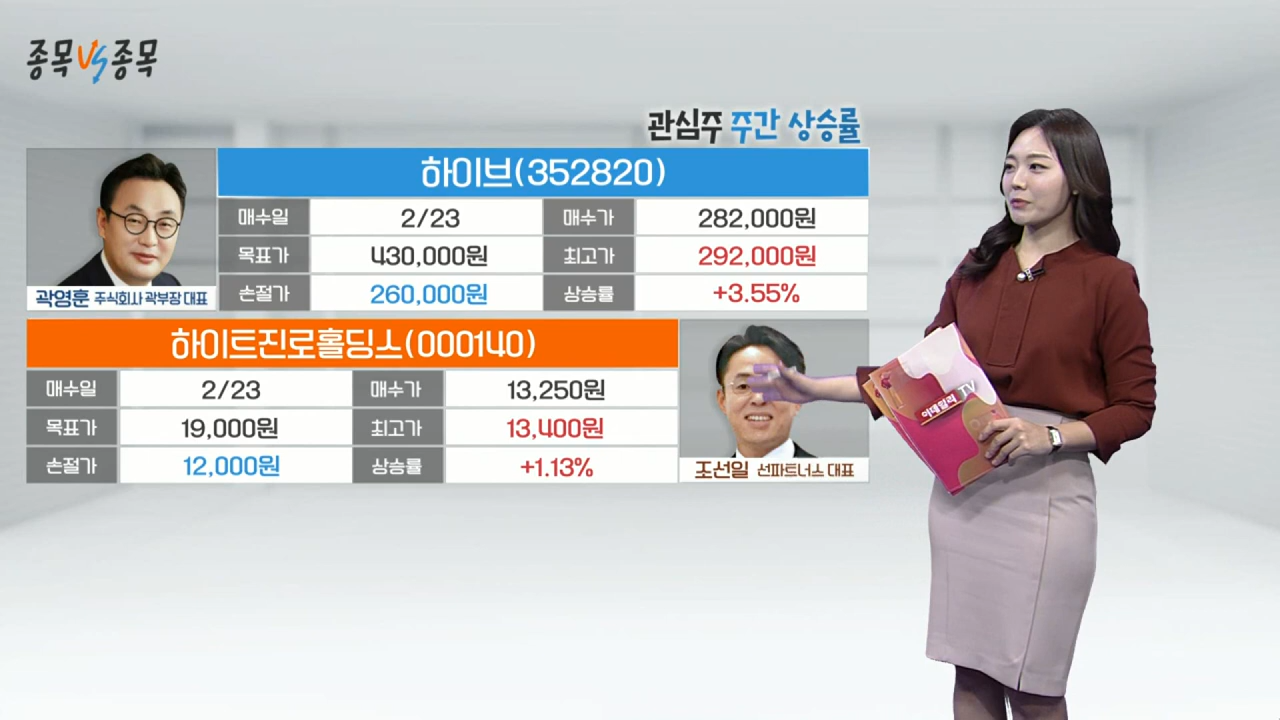 종목 VS 종목
관심주 주간 상승률
하이브(352820)
매수일 2/23 매수가 282,000원
목표가 430,000원 최고가 292,000원
손절가 260,000원 상승률 +3.55%
곽영훈 주식회사 곽부장 대표
하이트진로홀딩스(000140)
매수일 2/23 매수가 13,250원
목표가 19,000원 최고가 13,400원
손절가 12,000원 상승률 +1.13%
조선일 선파트너스 대표
이데일리 TV